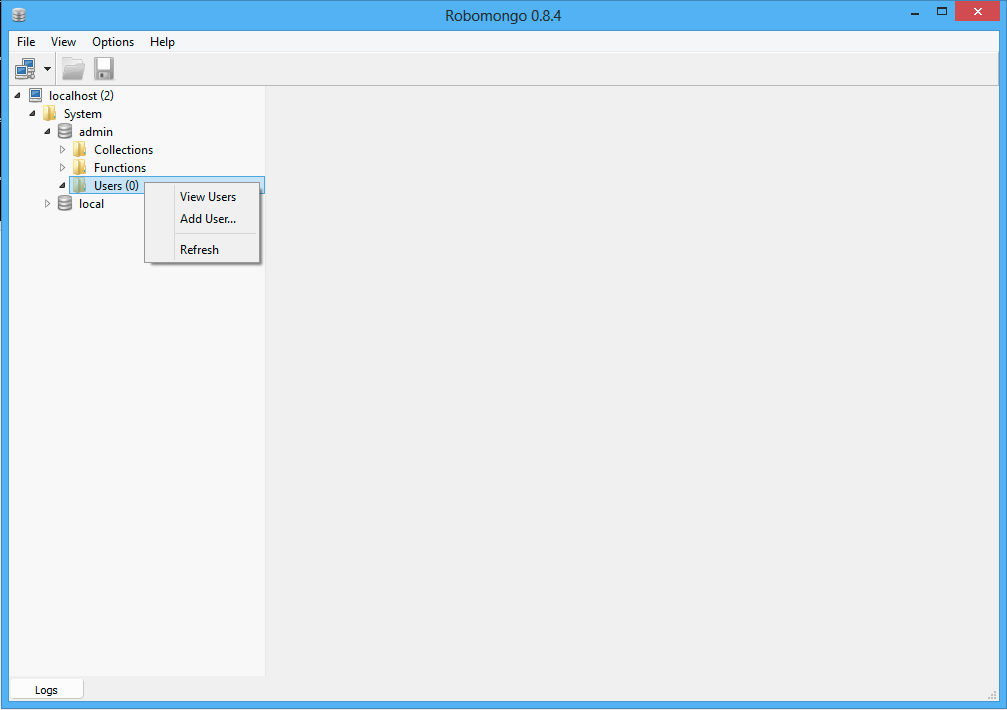 Robomongo 0.8.4
File View Options Help
localhost (2)
System
admin
Collections
Functions
Users (0)
View Users
local
Add User...
Refresh
Logs